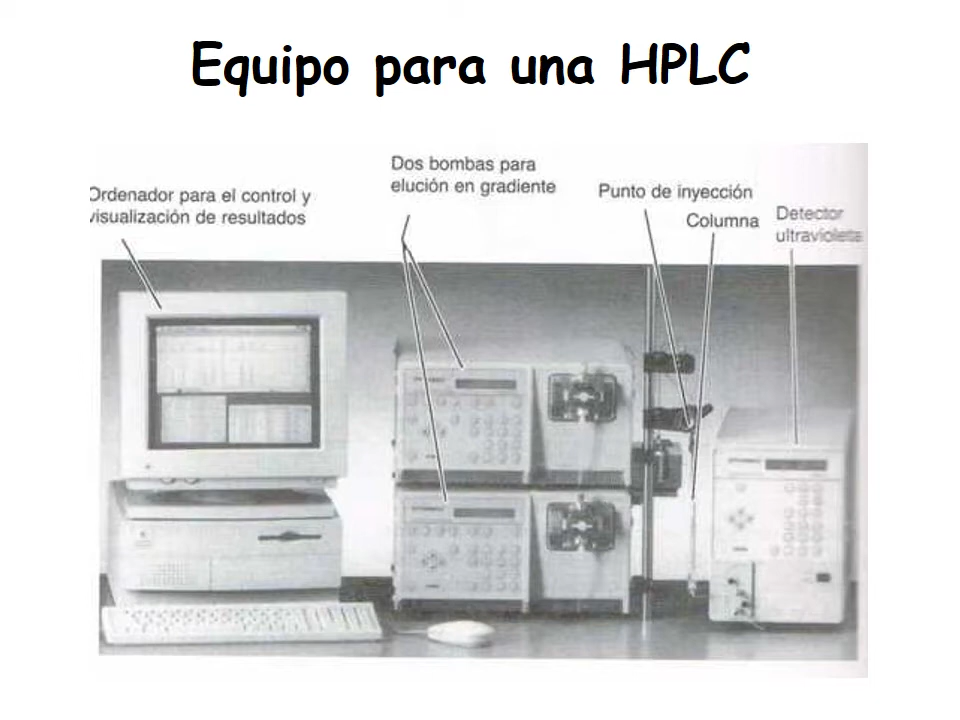 Equipo para una HPLC
Dos bombas para
elución en gradiente
Ordenador para el control y
visualización de resultados
Punto de inyección
Columna
Detector
ultravioleta